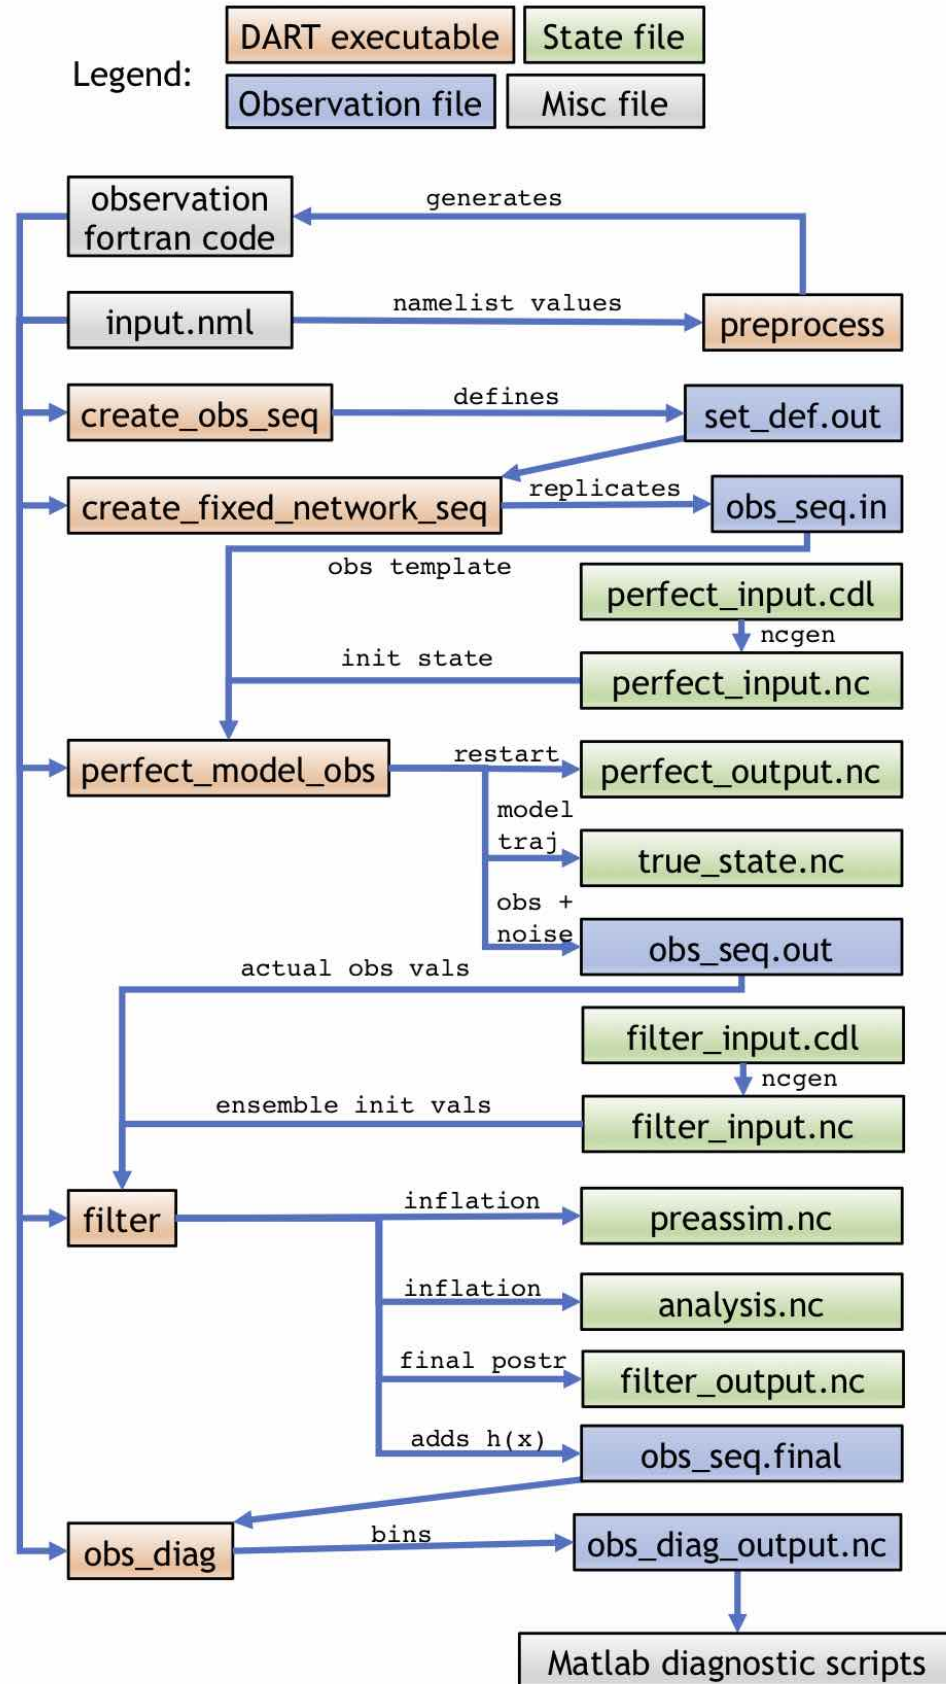 Legend:
DART executable
State file
Observation file
Misc file
observation
fortran code
generates
input.nml
namelist values
preprocess
create_obs_seq
defines
set_def.out
create_fixed_network_seq
replicates
obs_seq.in
obs template
perfect_input.cdl
ncgen
init state
perfect_input.nc
perfect_model_obs
restart
perfect_output.nc
model
traj
true_state.nc
obs +
noise
obs_seq.out
actual obs vals
filter_input.cdl
ncgen
ensemble init vals
filter_input.nc
filter
inflation
preassim.nc
inflation
analysis.nc
final postr
filter_output.nc
adds h(x)
obs_seq.final
obs_diag
bins
obs_diag_output.nc
Matlab diagnostic scripts